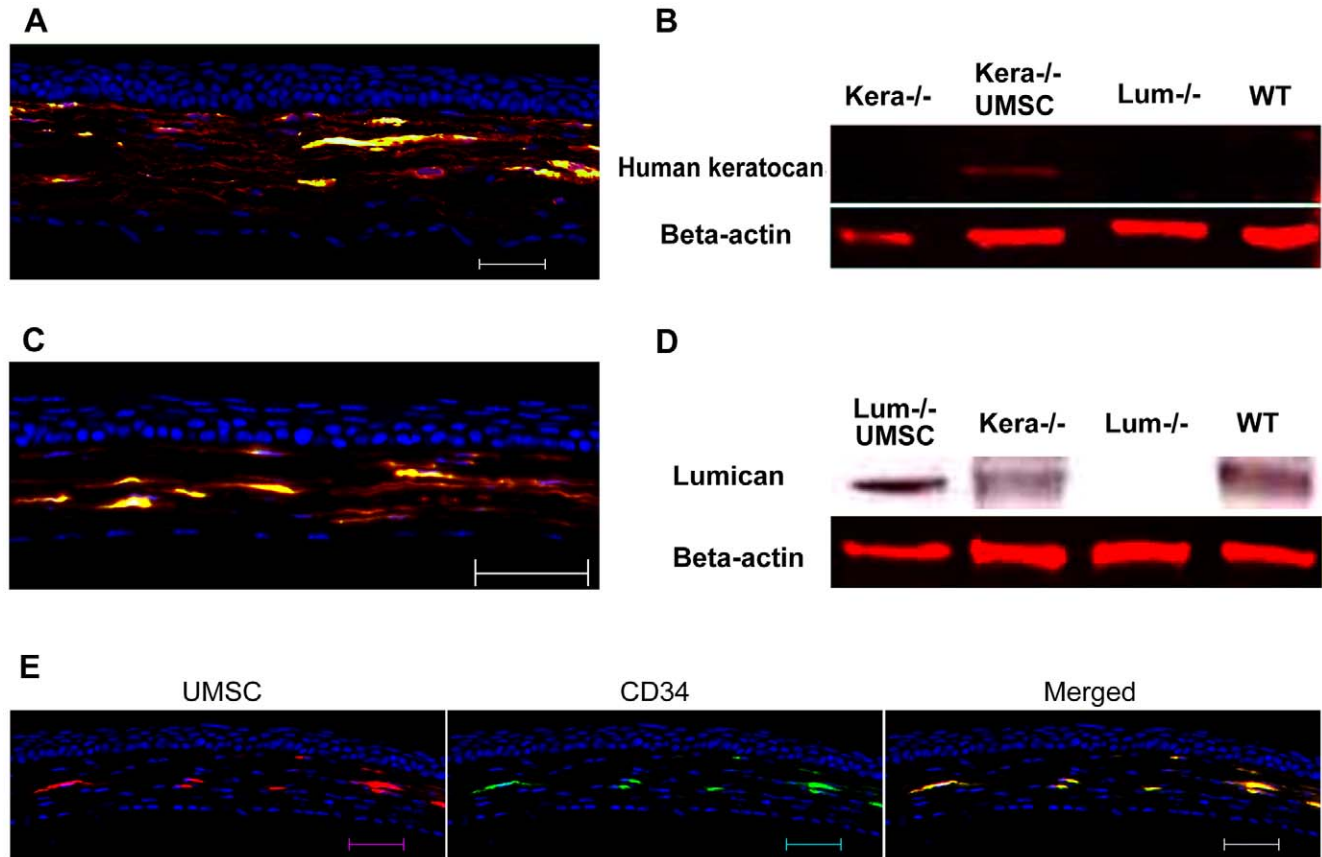 A
B
Kera-/-
Kera-/-
UMSC
Lum-/-
WT
Human keratocan
Beta-actin
C
D
Lum-/-
UMSC
Kera-/-
Lum-/-
WT
Lumican
Beta-actin
E
UMSC
CD34
Merged